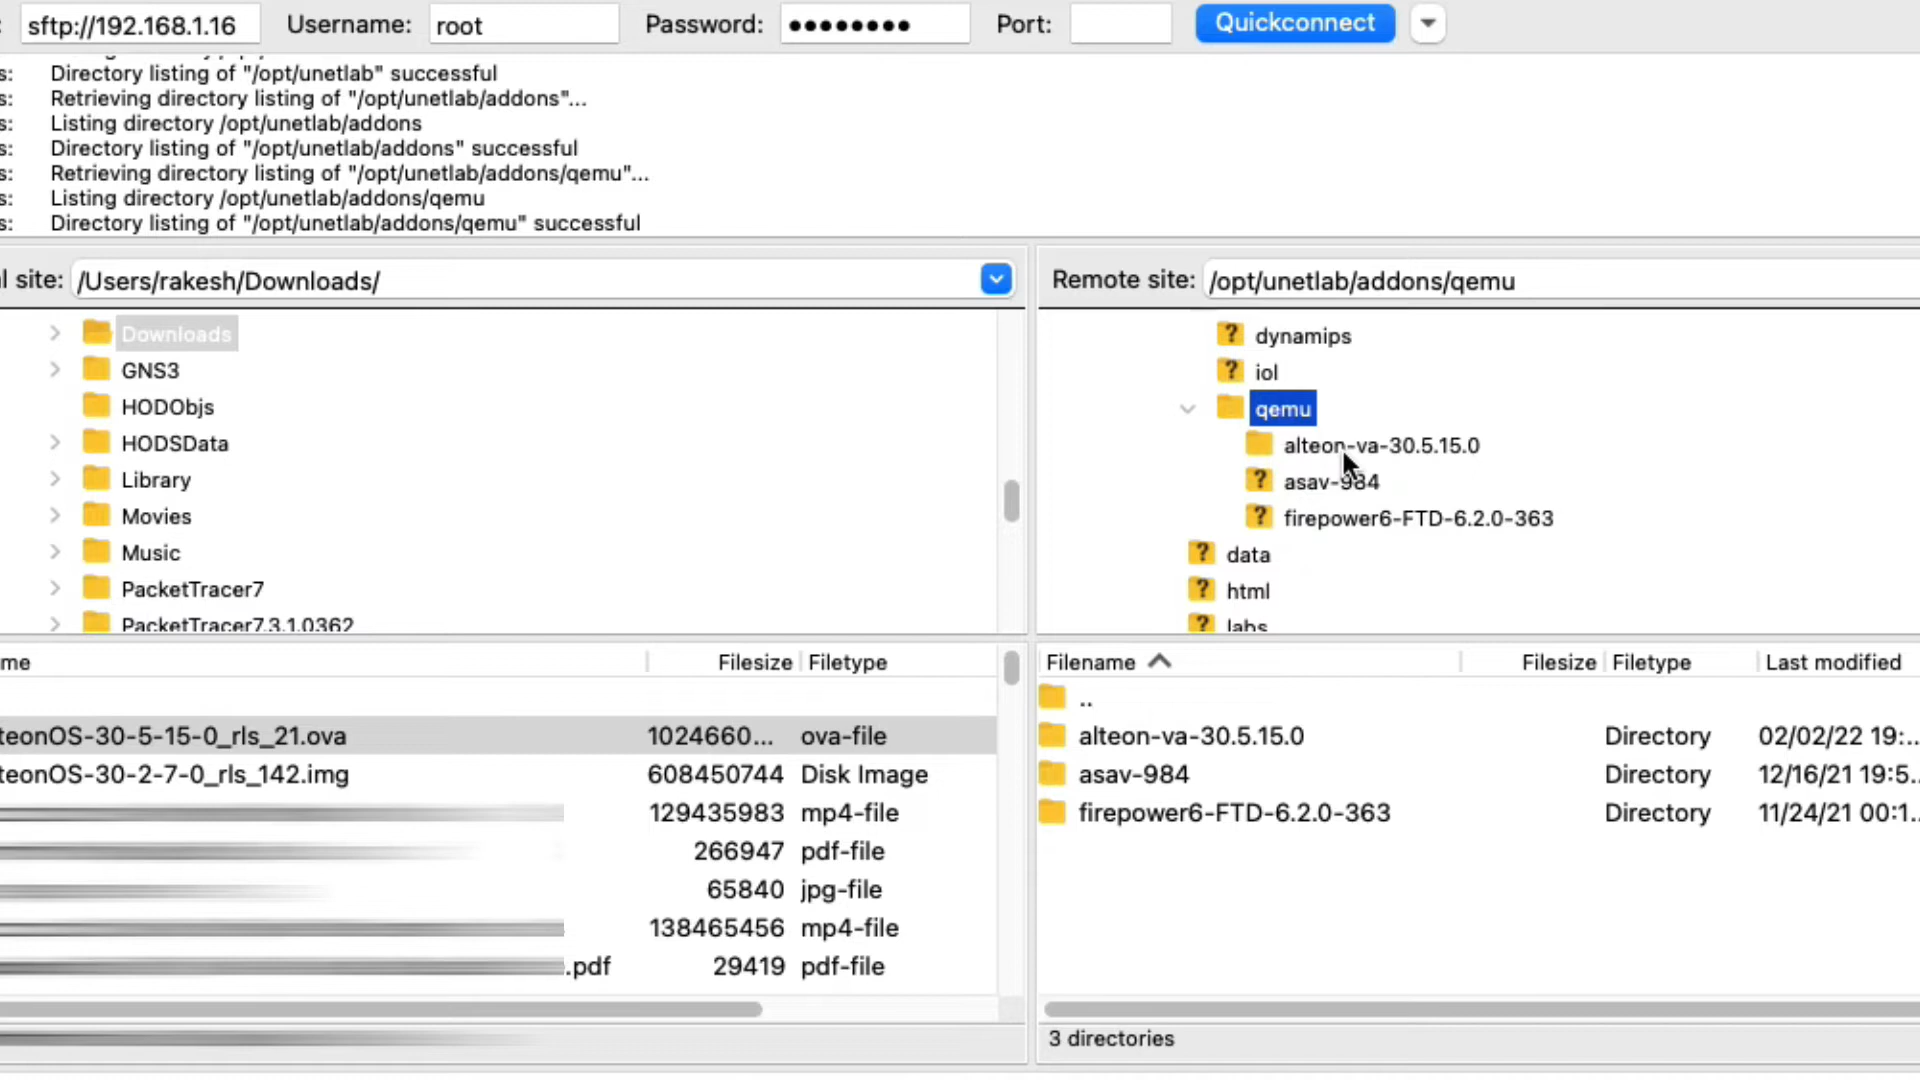 : sftp://192.168.1.16 Username: root Password: ●●●●●●●● Port: Quickconnect
s: Directory listing of "/opt/unetlab" successful
s: Retrieving directory listing of "/opt/unetlab/addons"...
s: Listing directory /opt/unetlab/addons
s: Directory listing of "/opt/unetlab/addons" successful
s: Retrieving directory listing of "/opt/unetlab/addons/qemu"...
s: Listing directory /opt/unetlab/addons/qemu
s: Directory listing of "/opt/unetlab/addons/qemu" successful
l site: /Users/rakesh/Downloads/
Downloads
GNS3
HODObjs
HODSData
Library
Movies
Music
PacketTracer7
PacketTracer7.3.1.0362
Remote site: /opt/unetlab/addons/qemu
? dynamips
? iol
qemu
alteon-va-30.5.15.0
? asav-984
? firepower6-FTD-6.2.0-363
? data
? html
? labs
me Filesize Filetype
teonOS-30-5-15-0_rls_21.ova 1024660... ova-file
teonOS-30-2-7-0_rls_142.img 608450744 Disk Image
129435983 mp4-file
266947 pdf-file
65840 jpg-file
138465456 mp4-file
.pdf 29419 pdf-file
Filename Filesize Filetype Last modified
..
alteon-va-30.5.15.0 Directory 02/02/22 19:...
asav-984 Directory 12/16/21 19:5...
firepower6-FTD-6.2.0-363 Directory 11/24/21 00:1...
3 directories